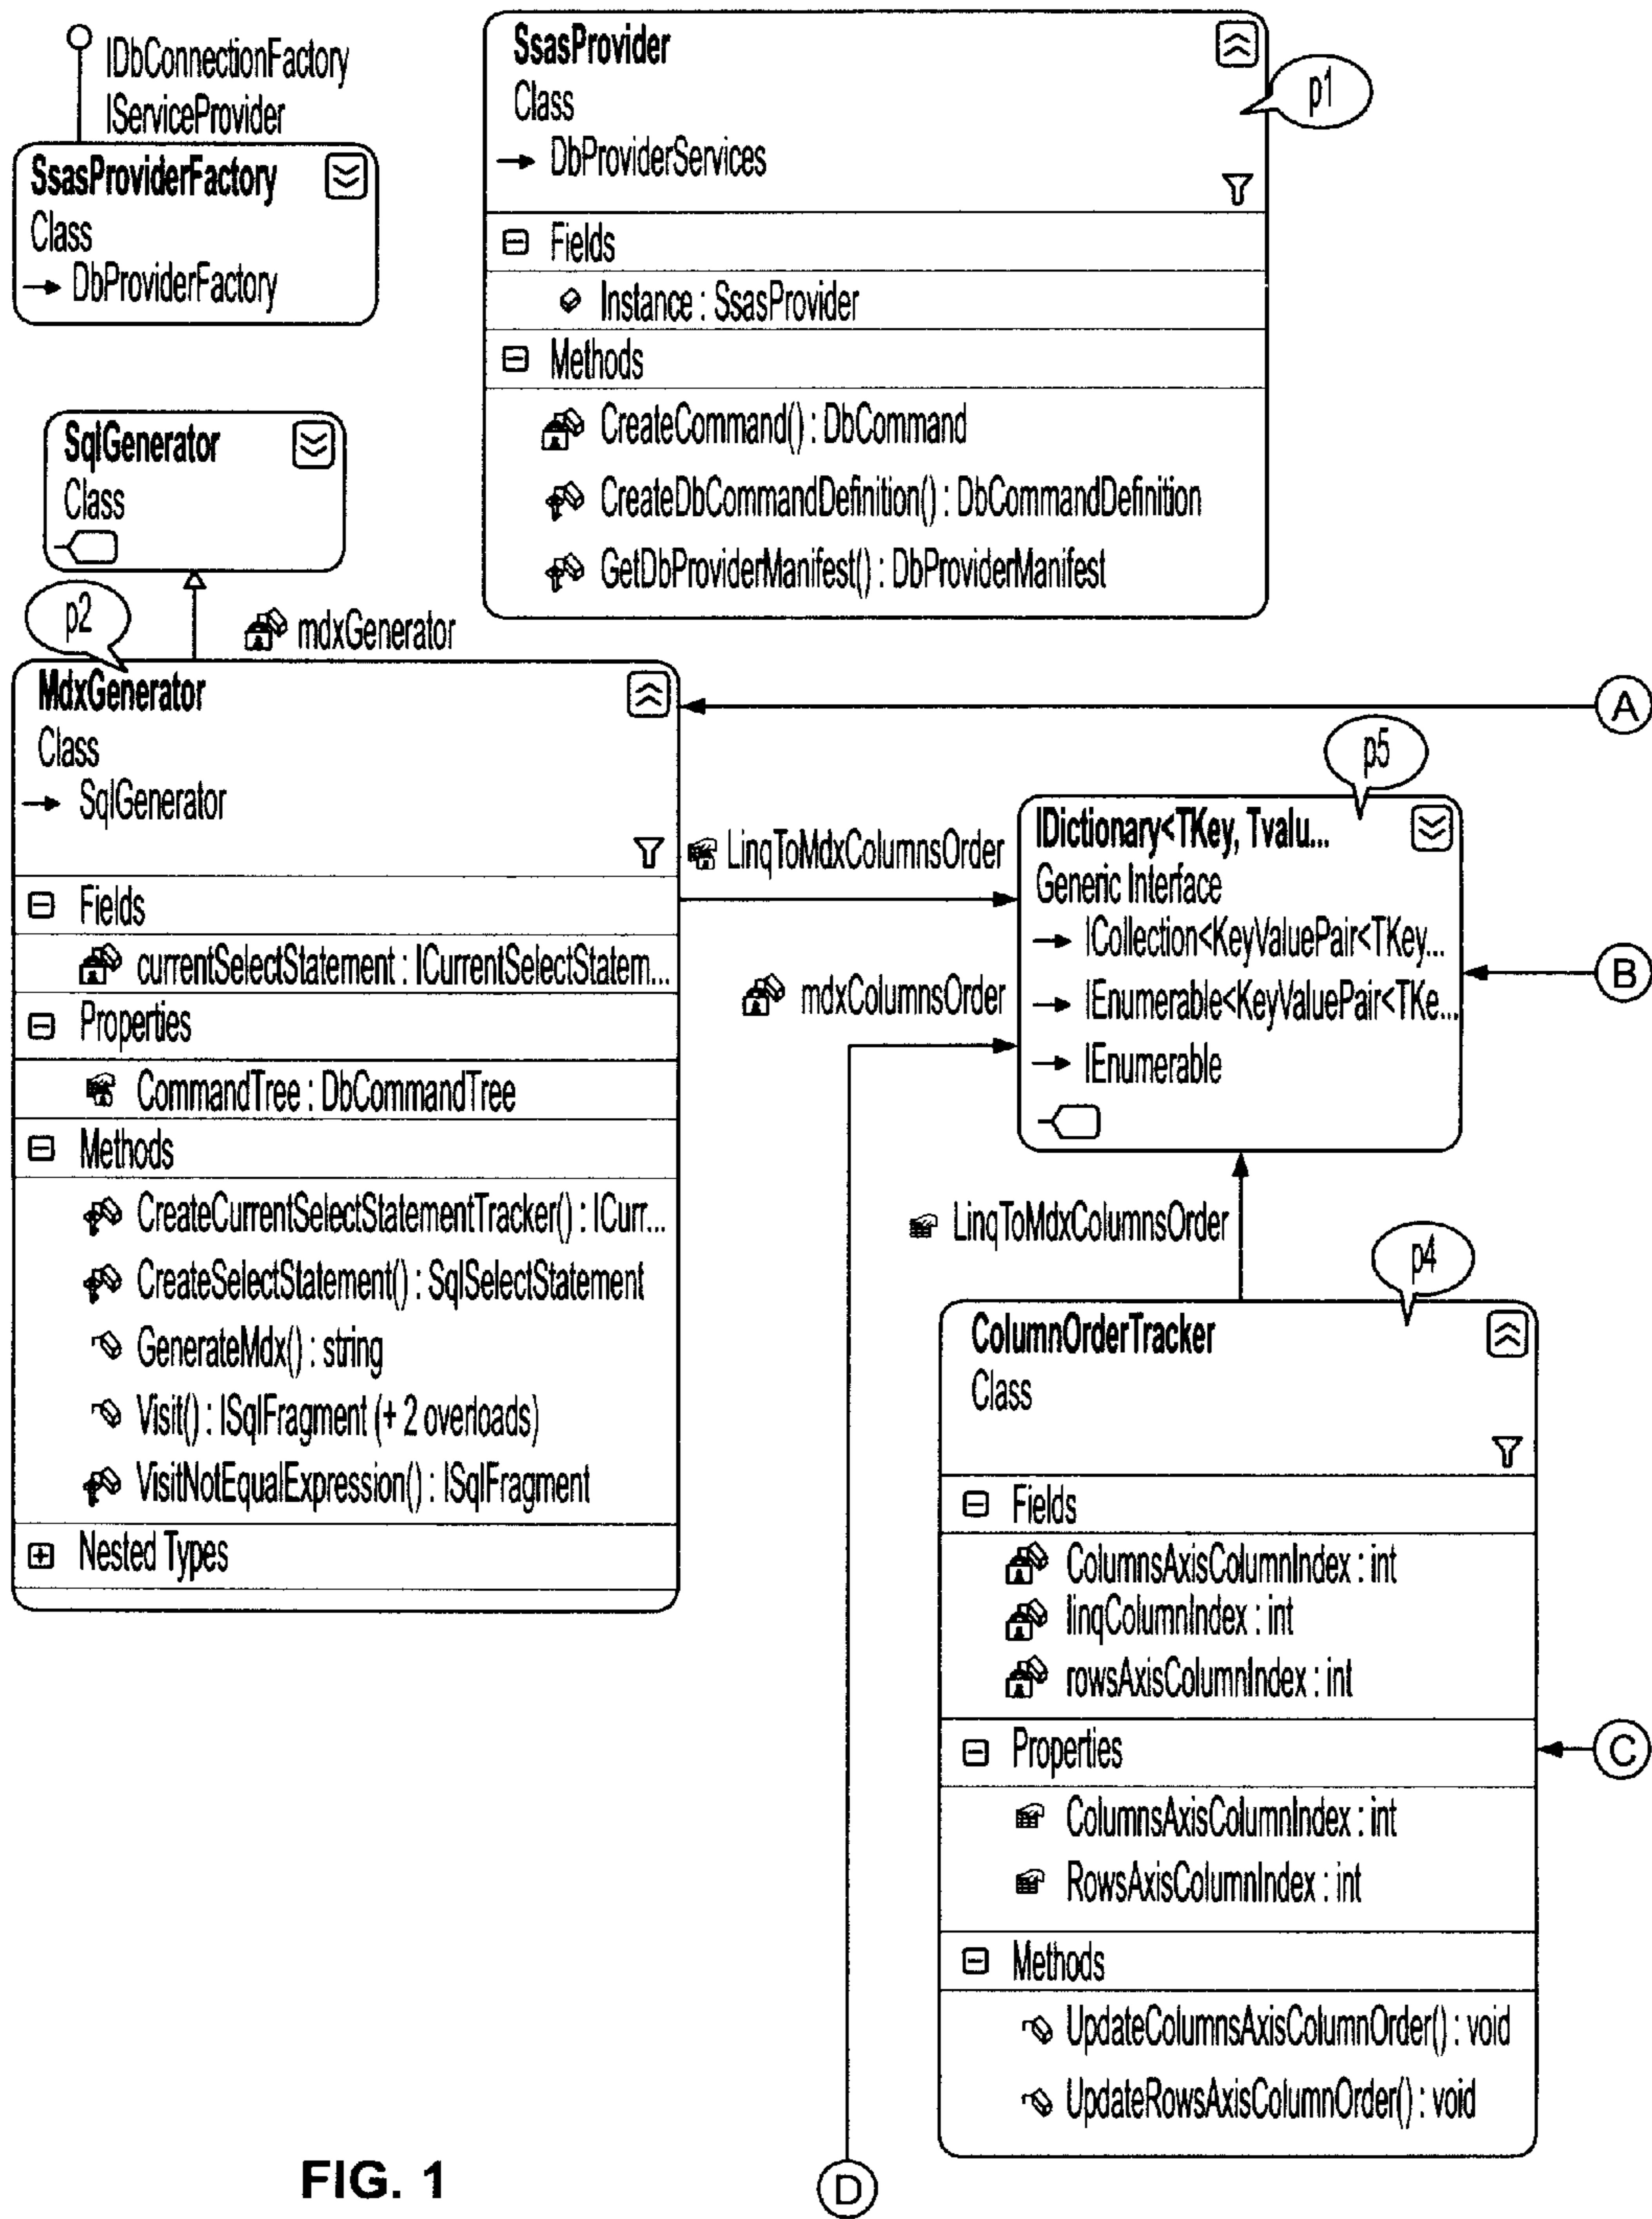 IDbConnectionFactory
IServiceProvider
SsasProviderFactory
Class
DbProviderFactory
SsasProvider
Class
DbProviderServices
p1
Fields
Instance : SsasProvider
Methods
CreateCommand() : DbCommand
CreateDbCommandDefinition() : DbCommandDefinition
GetDbProviderManifest() : DbProviderManifest
SqlGenerator
Class
p2
mdxGenerator
MdxGenerator
Class
SqlGenerator
Fields
currentSelectStatement : ICurrentSelectStatem...
Properties
CommandTree : DbCommandTree
Methods
CreateCurrentSelectStatementTracker() : ICurr...
CreateSelectStatement() : SqlSelectStatement
GenerateMdx() : string
Visit() : ISqlFragment (+ 2 overloads)
VisitNotEqualExpression() : ISqlFragment
Nested Types
A
LinqToMdxColumnsOrder
mdxColumnsOrder
p5
IDictionary<TKey, Tvalu...
Generic Interface
ICollection<KeyValuePair<TKey...
IEnumerable<KeyValuePair<TKe...
IEnumerable
B
LinqToMdxColumnsOrder
p4
ColumnOrderTracker
Class
Fields
ColumnsAxisColumnIndex : int
linqColumnIndex : int
rowsAxisColumnIndex : int
Properties
ColumnsAxisColumnIndex : int
RowsAxisColumnIndex : int
Methods
UpdateColumnsAxisColumnOrder() : void
UpdateRowsAxisColumnOrder() : void
C
D
FIG. 1